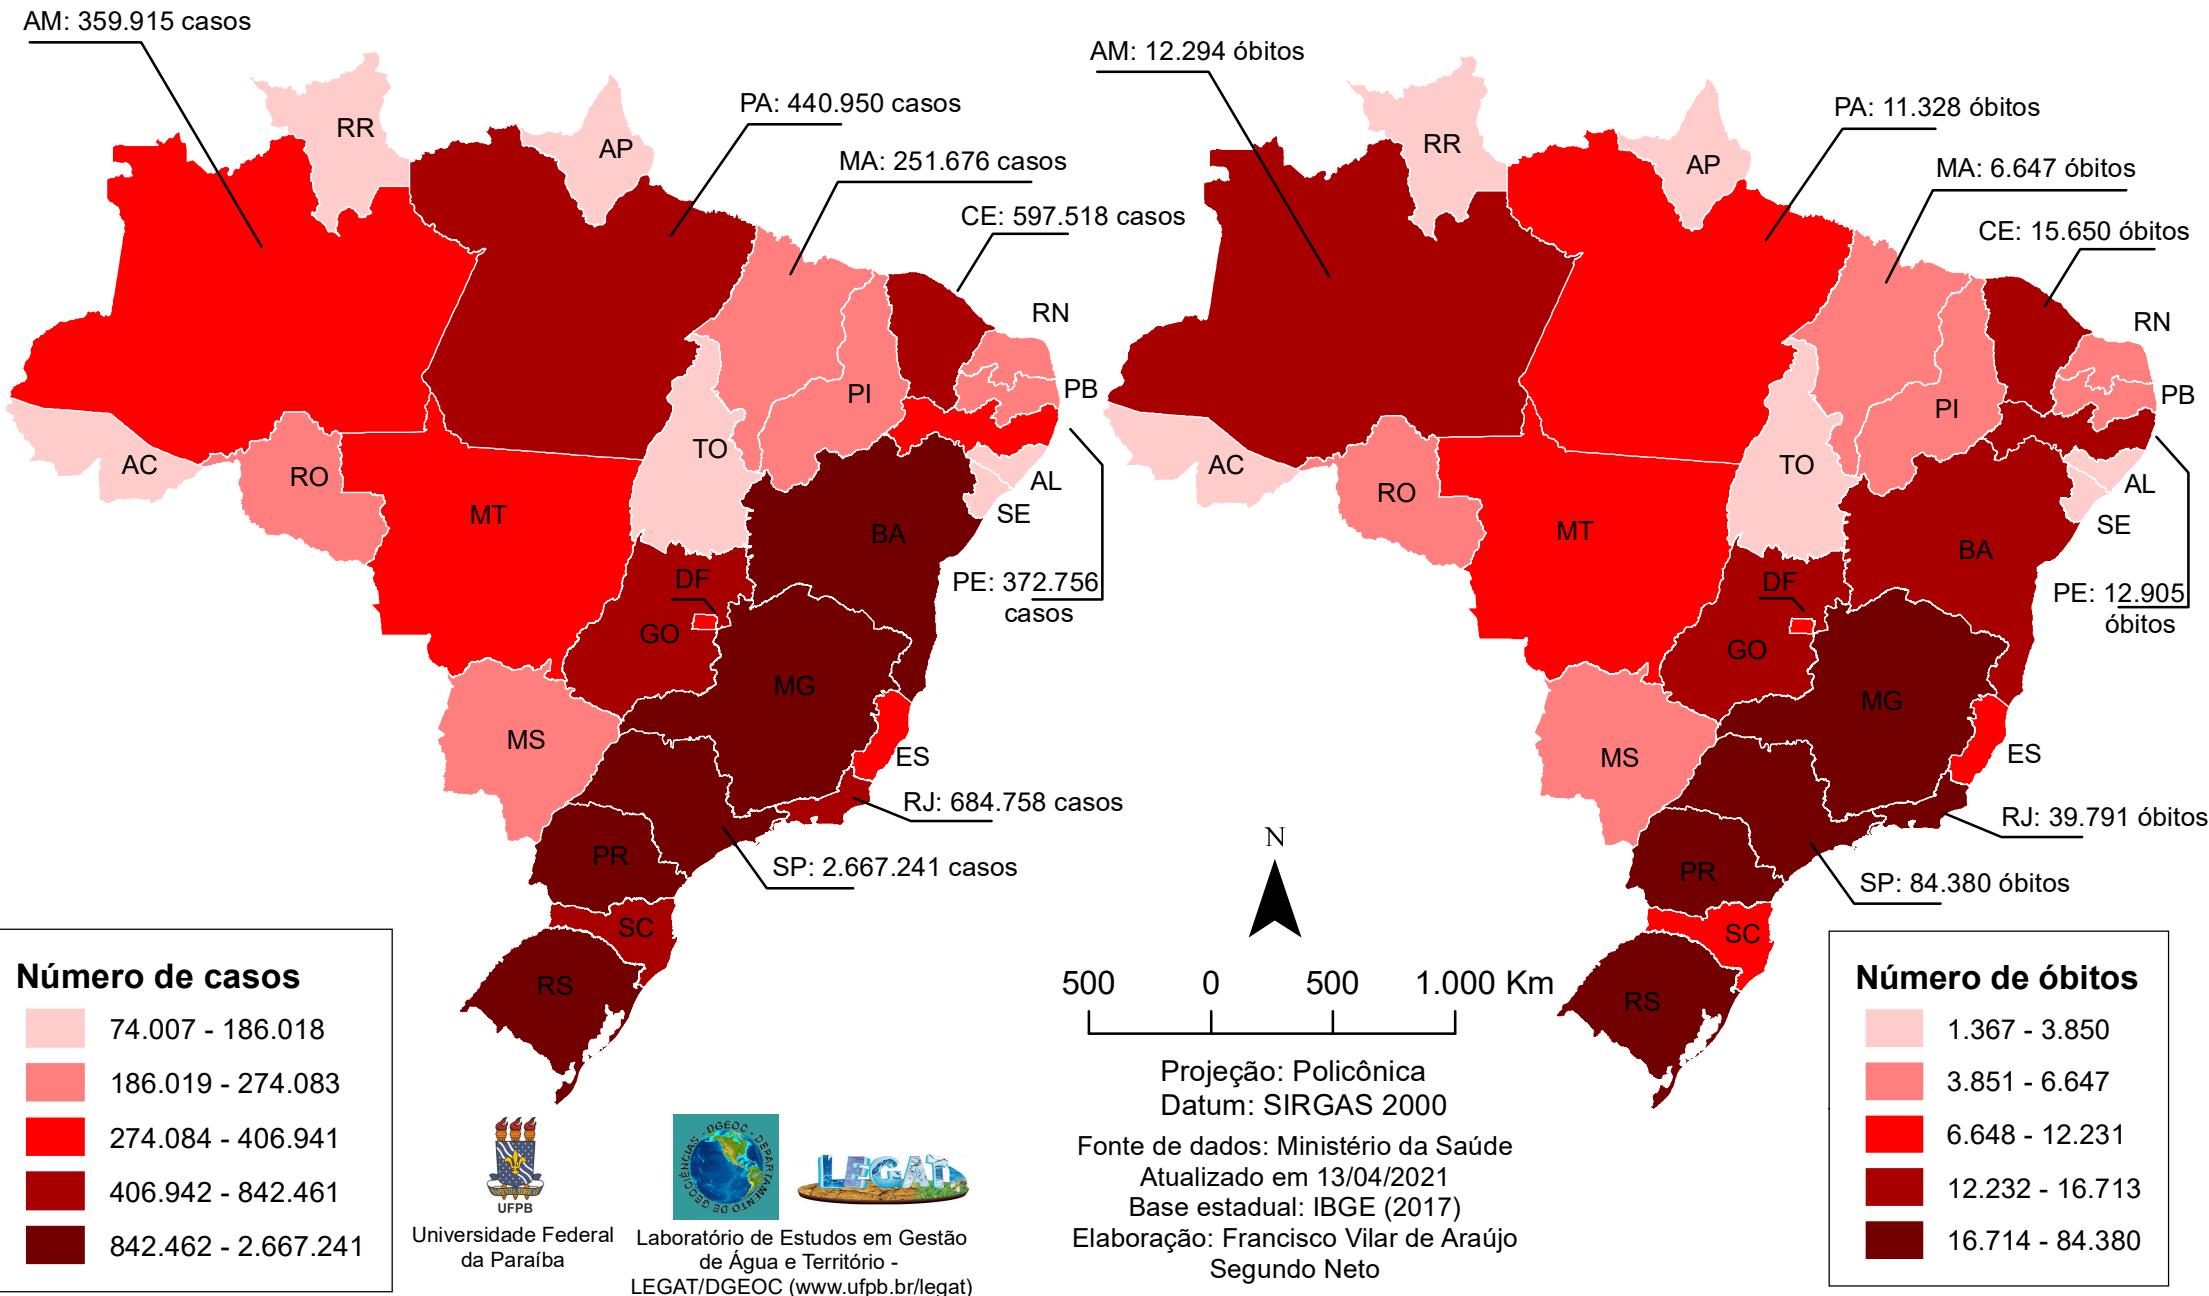 AM: 359.915 casos
RR
AP
PA: 440.950 casos
MA: 251.676 casos
CE: 597.518 casos
RN
PB
PI
TO
AC
RO
MT
AL
SE
BA
PE: 372.756
casos
DF
GO
MG
MS
ES
RJ: 684.758 casos
SP: 2.667.241 casos
PR
SC
RS
AM: 12.294 óbitos
RR
AP
PA: 11.328 óbitos
MA: 6.647 óbitos
CE: 15.650 óbitos
RN
PB
PI
TO
AC
RO
MT
AL
SE
BA
PE: 12.905
óbitos
DF
GO
MG
MS
ES
RJ: 39.791 óbitos
SP: 84.380 óbitos
PR
SC
RS
Número de casos
74.007 - 186.018
186.019 - 274.083
274.084 - 406.941
406.942 - 842.461
842.462 - 2.667.241
UFPB
Universidade Federal
da Paraíba
DGEOC - DEPARTAMENTO DE GEOCIÊNCIAS -
LEGAT
Laboratório de Estudos em Gestão
de Água e Território -
LEGAT/DGEOC (www.ufpb.br/legat)
N
500 0 500 1.000 Km
Projeção: Policônica
Datum: SIRGAS 2000
Fonte de dados: Ministério da Saúde
Atualizado em 13/04/2021
Base estadual: IBGE (2017)
Elaboração: Francisco Vilar de Araújo
Segundo Neto
Número de óbitos
1.367 - 3.850
3.851 - 6.647
6.648 - 12.231
12.232 - 16.713
16.714 - 84.380